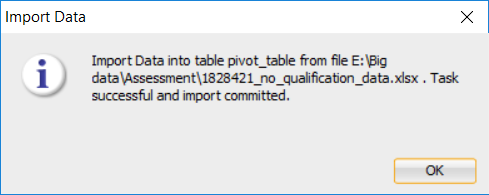 Import Data
Import Data into table pivot_table from file E:\Big
data\Assessment\1828421_no_qualification_data.xlsx . Task
successful and import committed.
OK